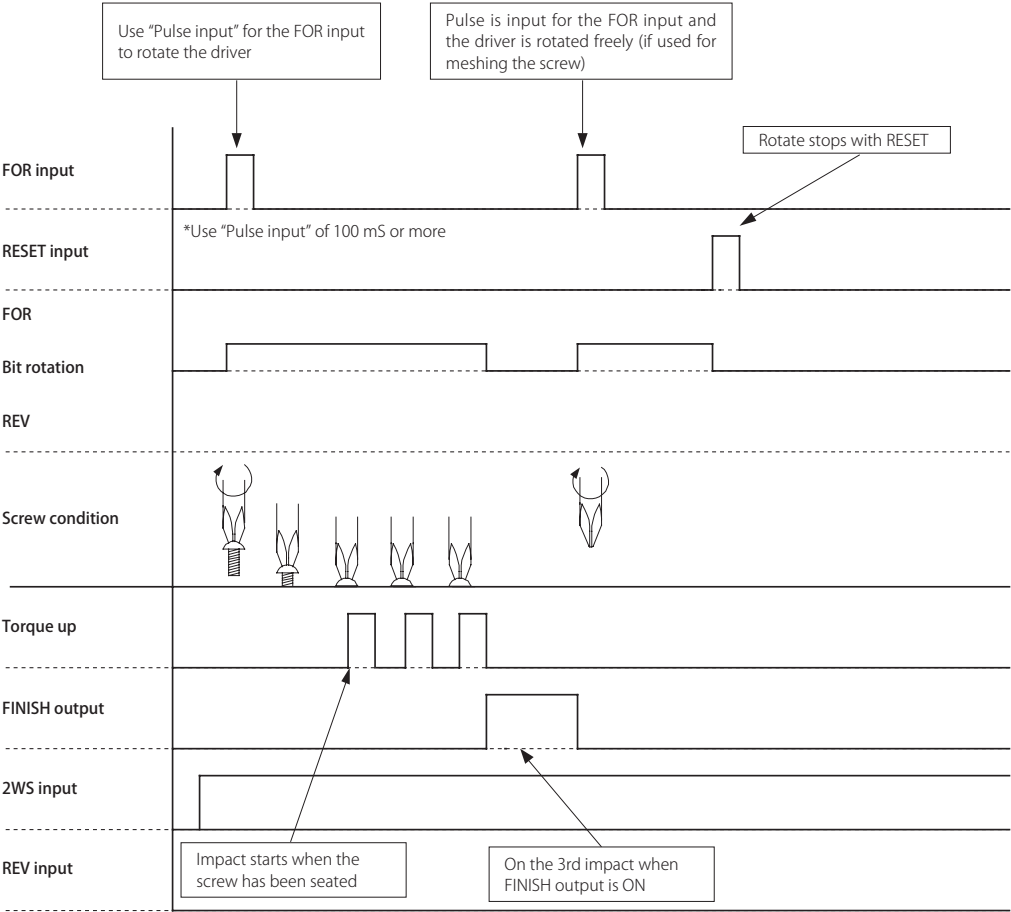 Use “Pulse input” for the FOR input
to rotate the driver
Pulse is input for the FOR input and
the driver is rotated freely (if used for
meshing the screw)
Rotate stops with RESET
FOR input
*Use “Pulse input” of 100 mS or more
RESET input
FOR
Bit rotation
REV
Screw condition
Torque up
FINISH output
2WS input
Impact starts when the
screw has been seated
On the 3rd impact when
FINISH output is ON
REV input